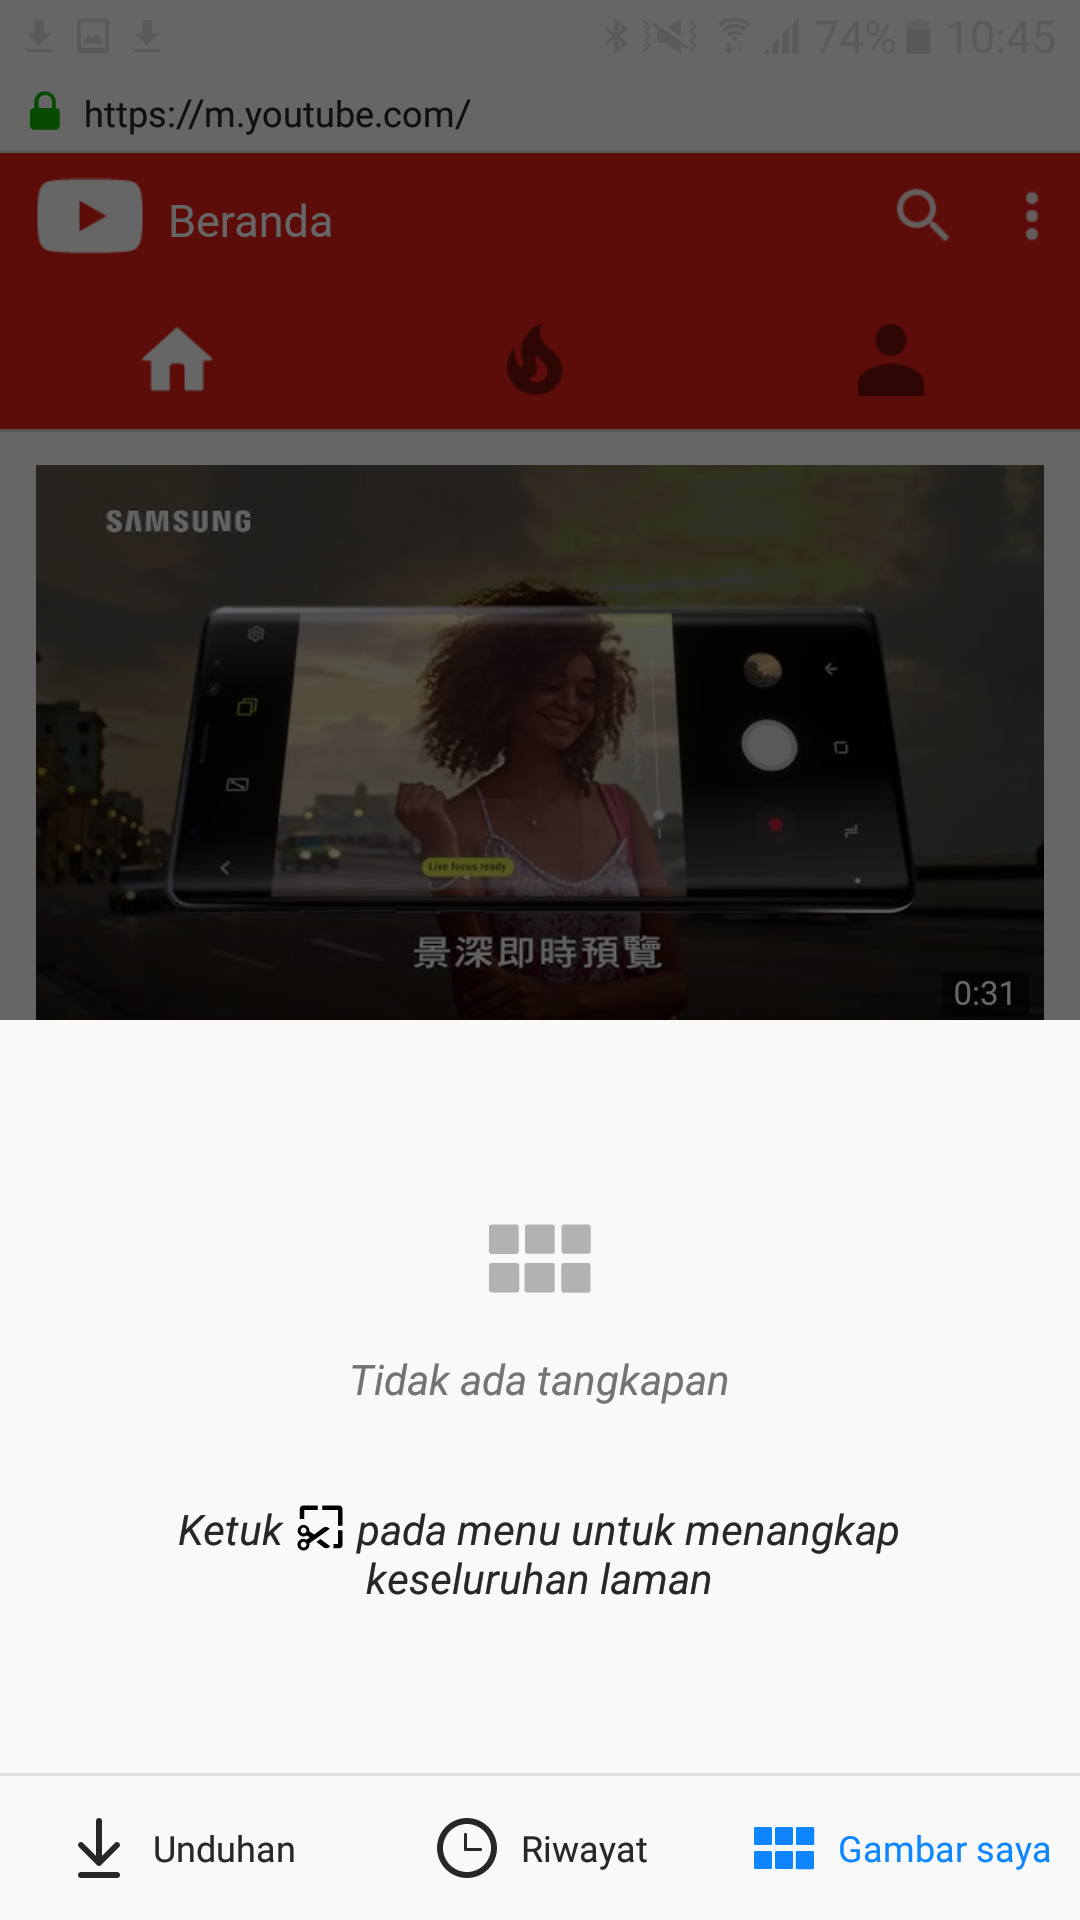 74% 10:45
https://m.youtube.com/
Beranda
SAMSUNG
Live focus ready
景深即時預覽
0:31
Tidak ada tangkapan
Ketuk pada menu untuk menangkap
keseluruhan laman
Unduhan Riwayat Gambar saya